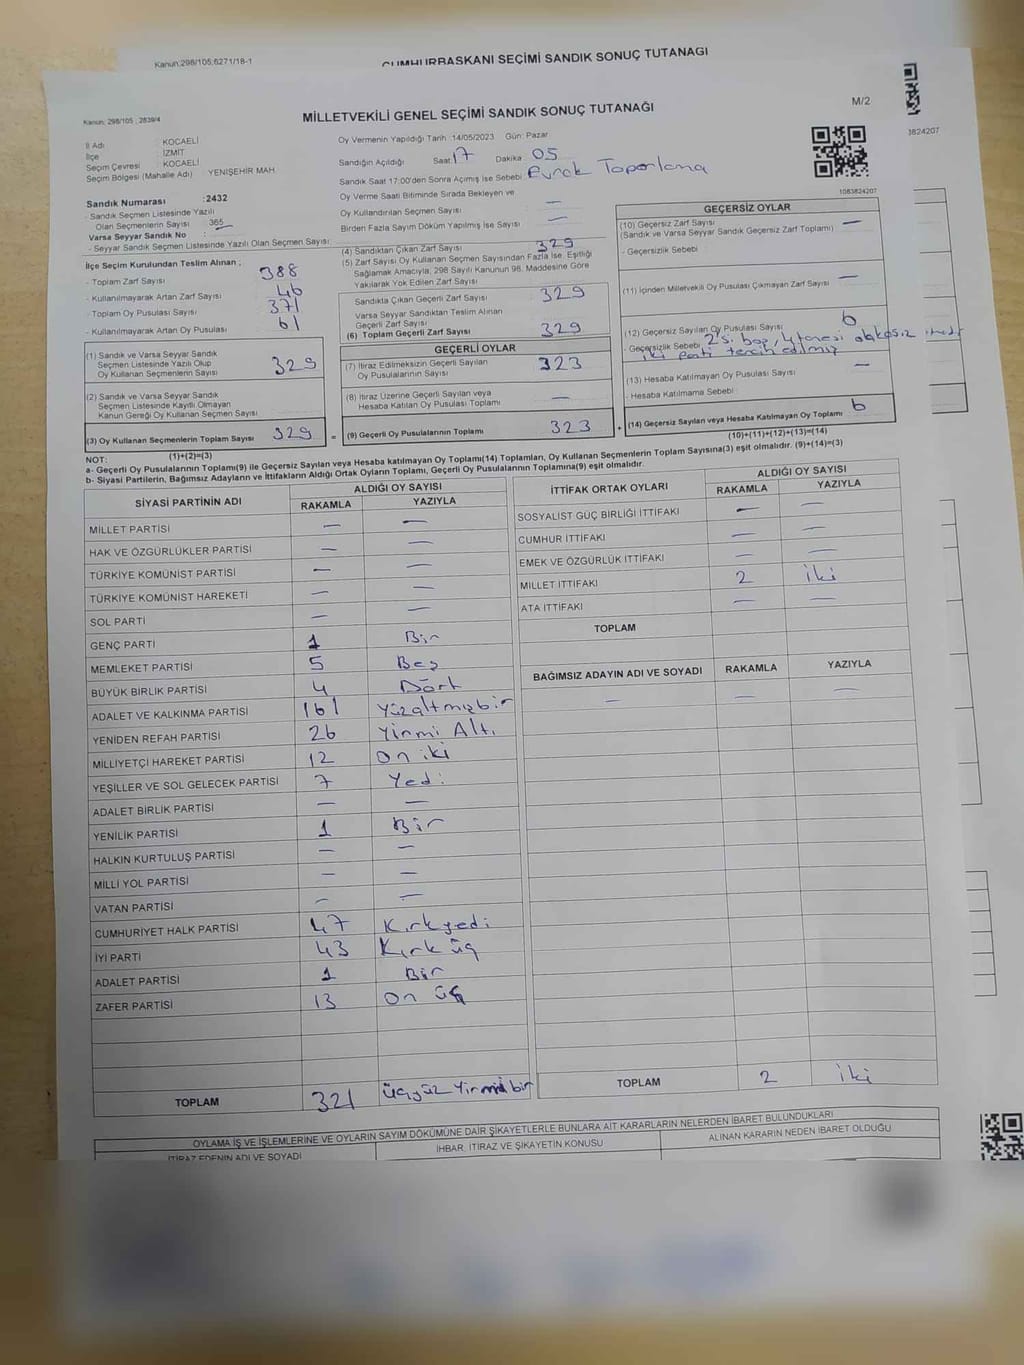 Kanun:298/105,6271/18-1
CUMHURBAŞKANI SEÇİMİ SANDIK SONUÇ TUTANAĞI
Kanun: 298/105 ; 2839/4
MİLLETVEKİLİ GENEL SEÇİMİ SANDIK SONUÇ TUTANAĞI
M/2
3824207
İl Adı : KOCAELİ
İlçe : İZMİT
Seçim Çevresi : KOCAELİ
Seçim Bölgesi (Mahalle Adı) YENİŞEHİR MAH.
Oy Vermenin Yapıldığı Tarih :14/05/2023 Gün: Pazar
Sandığın Açıldığı Saat 17 Dakika 05
Sandık Saat 17:00'den Sonra Açılmış İse Sebebi Evrak Toparlama
Oy Verme Saati Bitiminde Sırada Bekleyen ve
Oy Kullandırılan Seçmen Sayısı —
Birden Fazla Sayım Döküm Yapılmış İse Sayısı —
1083824207
Sandık Numarası :2432
- Sandık Seçmen Listesinde Yazılı
Olan Seçmenlerin Sayısı 365
Varsa Seyyar Sandık No :
- Seyyar Sandık Seçmen Listesinde Yazılı Olan Seçmen Sayısı:
İlçe Seçim Kurulundan Teslim Alınan ;
- Toplam Zarf Sayısı 388
- Kullanılmayarak Artan Zarf Sayısı 46
- Toplam Oy Pusulası Sayısı 371
- Kullanılmayarak Artan Oy Pusulası 61
(1) Sandık ve Varsa Seyyar Sandık
Seçmen Listesinde Yazılı Olup
Oy Kullanan Seçmenlerin Sayısı 329
(2) Sandık ve Varsa Seyyar Sandık
Seçmen Listesinde Kayıtlı Olmayan
Kanun Gereği Oy Kullanan Seçmen Sayısı
(3) Oy Kullanan Seçmenlerin Toplam Sayısı 329
(1)+(2)=(3)
(4) Sandıktan Çıkan Zarf Sayısı 329
(5) Zarf Sayısı Oy Kullanan Seçmen Sayısından Fazla İse, Eşitliği
Sağlamak Amacıyla, 298 Sayılı Kanunun 98. Maddesine Göre
Yakılarak Yok Edilen Zarf Sayısı
Sandıkta Çıkan Geçerli Zarf Sayısı 329
Varsa Seyyar Sandıktan Teslim Alınan
Geçerli Zarf Sayısı
(6) Toplam Geçerli Zarf Sayısı 329
GEÇERLİ OYLAR
(7) İtiraz Edilmeksizin Geçerli Sayılan
Oy Pusulalarının Sayısı 323
(8) İtiraz Üzerine Geçerli Sayılan veya
Hesaba Katılan Oy Pusulası Toplamı —
= (9) Geçerli Oy Pusulalarının Toplamı 323
GEÇERSİZ OYLAR
(10) Geçersiz Zarf Sayısı —
(Sandık ve Varsa Seyyar Sandık Geçersiz Zarf Toplamı)
- Geçersizlik Sebebi
(11) İçinden Milletvekili Oy Pusulası Çıkmayan Zarf Sayısı —
(12) Geçersiz Sayılan Oy Pusulası Sayısı 6
Geçersizlik Sebebi 2'si boş, 4 tanesi alakasız
iki parti tercih edilmiş
(13) Hesaba Katılmayan Oy Pusulası Sayısı —
- Hesaba Katılmama Sebebi
+ (14) Geçersiz Sayılan veya Hesaba Katılmayan Oy Toplamı 6
(10)+(11)+(12)+(13)=(14)
NOT:
a- Geçerli Oy Pusulalarının Toplamı(9) ile Geçersiz Sayılan veya Hesaba katılmayan Oy Toplamı(14) Toplamları, Oy Kullanan Seçmenlerin Toplam Sayısına(3) eşit olmalıdır. (9)+(14)=(3)
b- Siyasi Partilerin, Bağımsız Adayların ve İttifakların Aldığı Ortak Oyların Toplamı, Geçerli Oy Pusulalarının Toplamına(9) eşit olmalıdır.
SİYASİ PARTİNİN ADI ALDIĞI OY SAYISI
RAKAMLA YAZIYLA
MİLLET PARTİSİ — —
HAK VE ÖZGÜRLÜKLER PARTİSİ — —
TÜRKİYE KOMÜNİST PARTİSİ — —
TÜRKİYE KOMÜNİST HAREKETİ — —
SOL PARTİ — —
GENÇ PARTİ 1 Bir
MEMLEKET PARTİSİ 5 Beş
BÜYÜK BİRLİK PARTİSİ 4 Dört
ADALET VE KALKINMA PARTİSİ 161 Yüzaltmışbir
YENİDEN REFAH PARTİSİ 26 Yirmi Altı
MİLLİYETÇİ HAREKET PARTİSİ 12 On iki
YEŞİLLER VE SOL GELECEK PARTİSİ 7 Yedi
ADALET BİRLİK PARTİSİ — —
YENİLİK PARTİSİ 1 Bir
HALKIN KURTULUŞ PARTİSİ — —
MİLLİ YOL PARTİSİ — —
VATAN PARTİSİ — —
CUMHURİYET HALK PARTİSİ 47 Kırkyedi
İYİ PARTİ 43 Kırk üç
ADALET PARTİSİ 1 Bir
ZAFER PARTİSİ 13 On üç
TOPLAM 321 üçyüz Yirmi bir
İTTİFAK ORTAK OYLARI ALDIĞI OY SAYISI
RAKAMLA YAZIYLA
SOSYALİST GÜÇ BİRLİĞİ İTTİFAKI — —
CUMHUR İTTİFAKI — —
EMEK VE ÖZGÜRLÜK İTTİFAKI — —
MİLLET İTTİFAKI 2 iki
ATA İTTİFAKI — —
TOPLAM
BAĞIMSIZ ADAYIN ADI VE SOYADI RAKAMLA YAZIYLA
— — —
TOPLAM 2 iki
OYLAMA İŞ VE İŞLEMLERİNE VE OYLARIN SAYIM DÖKÜMÜNE DAİR ŞİKAYETLERLE BUNLARA AİT KARARLARIN NELERDEN İBARET BULUNDUKLARI
İTİRAZ EDENİN ADI VE SOYADI İHBAR, İTİRAZ VE ŞİKAYETİN KONUSU ALINAN KARARIN NEDEN İBARET OLDUĞU